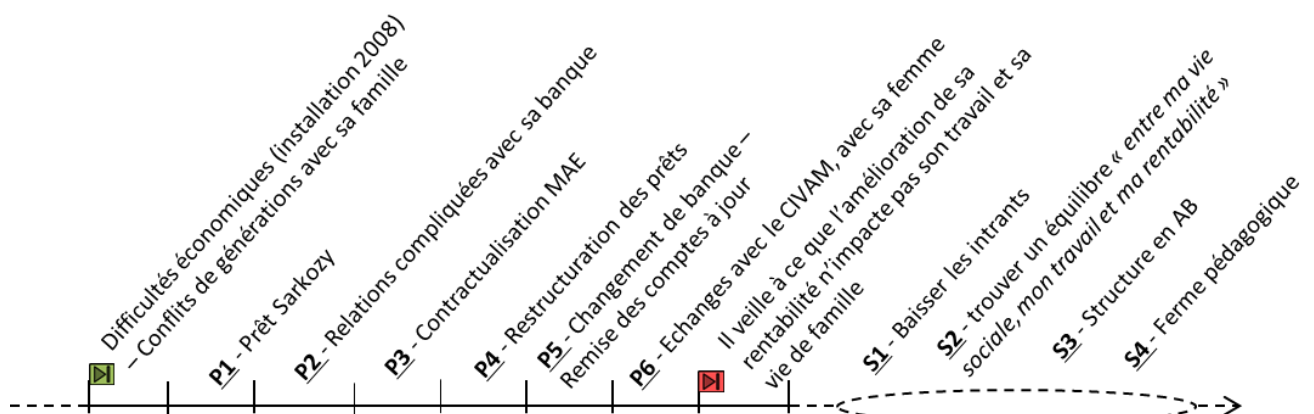 Difficultés économiques (installation 2008)
– Conflits de générations avec sa famille
P1 - Prêt Sarkozy
P2 - Relations compliquées avec sa banque
P3 - Contractualisation MAE
P4 - Restructuration des prêts
P5 - Changement de banque –
Remise des comptes à jour
P6 - Echanges avec le CIVAM, avec sa femme
Il veille à ce que l’amélioration de sa
rentabilité n’impacte pas son travail et sa
vie de famille
S1 - Baisser les intrants
S2 - trouver un équilibre « entre ma vie
sociale, mon travail et ma rentabilité »
S3 - Structure en AB
S4 - Ferme pédagogique